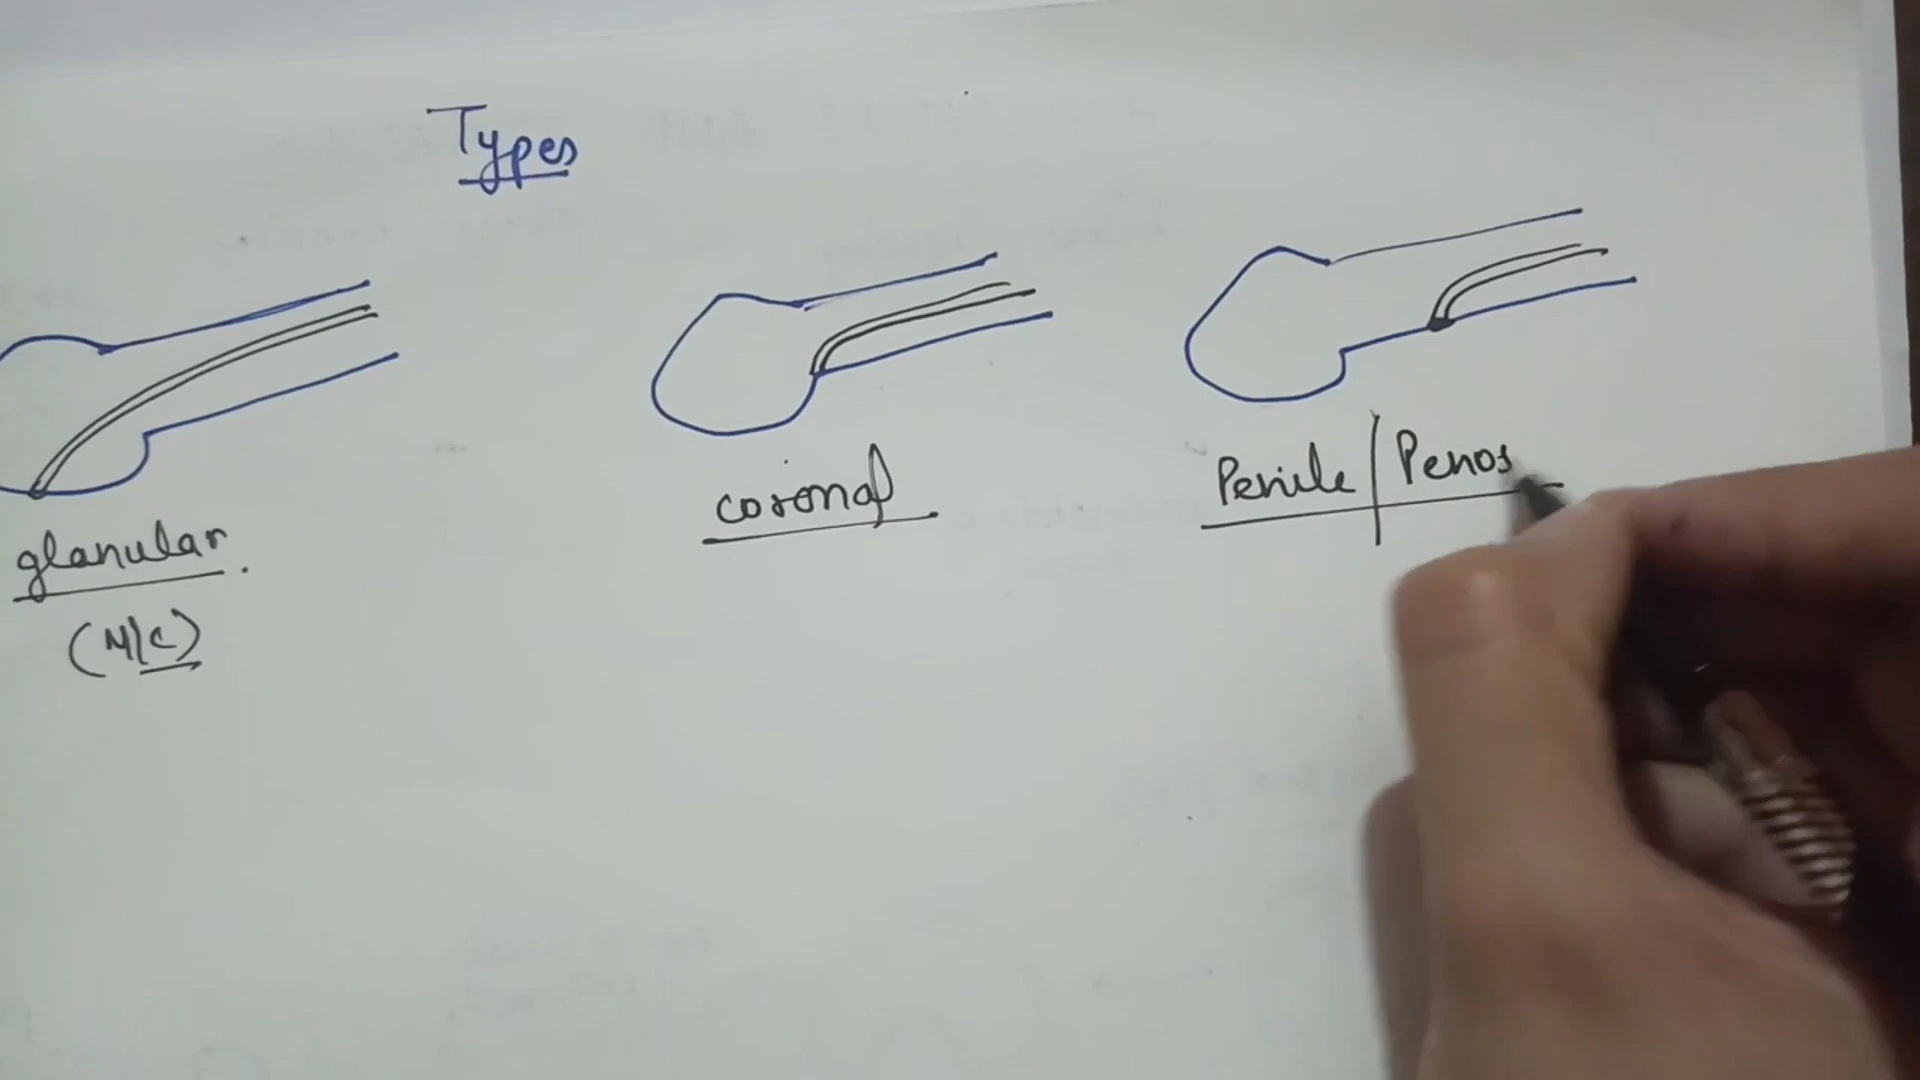 Types
glanular.
(M/C)
coronal.
Penile/Penos